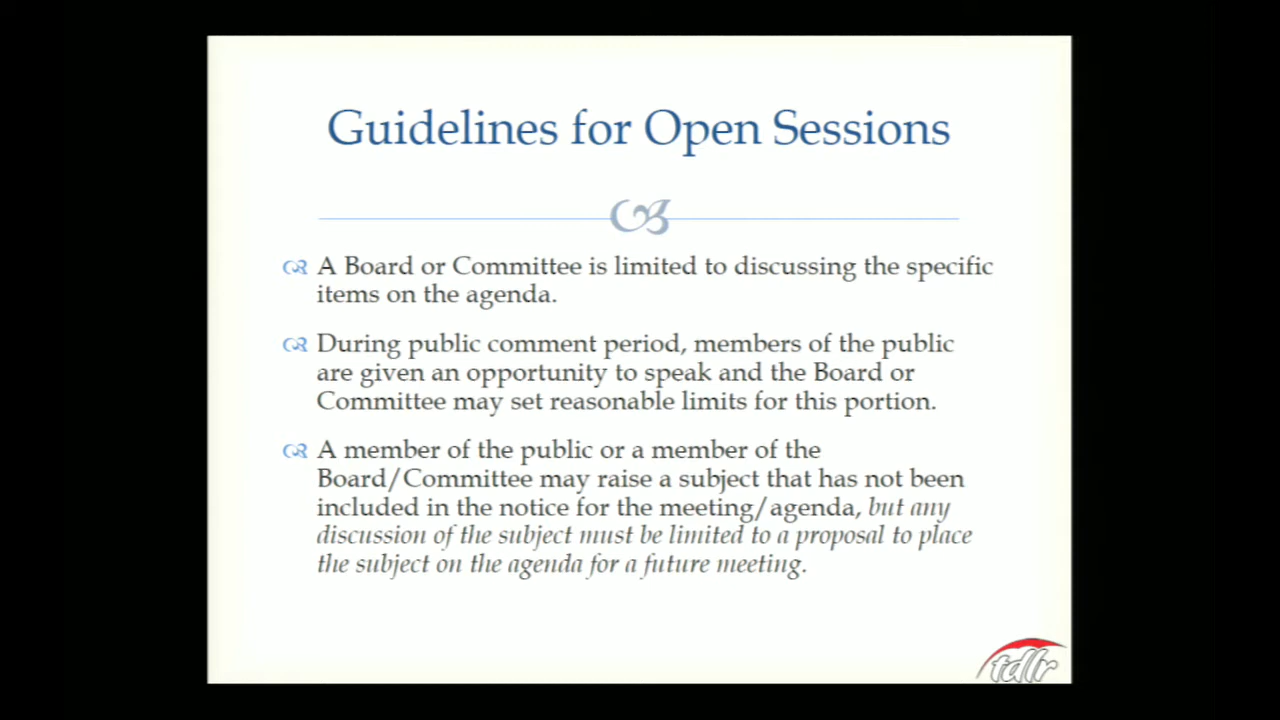 Guidelines for Open Sessions
A Board or Committee is limited to discussing the specific
items on the agenda.
During public comment period, members of the public
are given an opportunity to speak and the Board or
Committee may set reasonable limits for this portion.
A member of the public or a member of the
Board/Committee may raise a subject that has not been
included in the notice for the meeting/agenda, but any
discussion of the subject must be limited to a proposal to place
the subject on the agenda for a future meeting.
tdlr